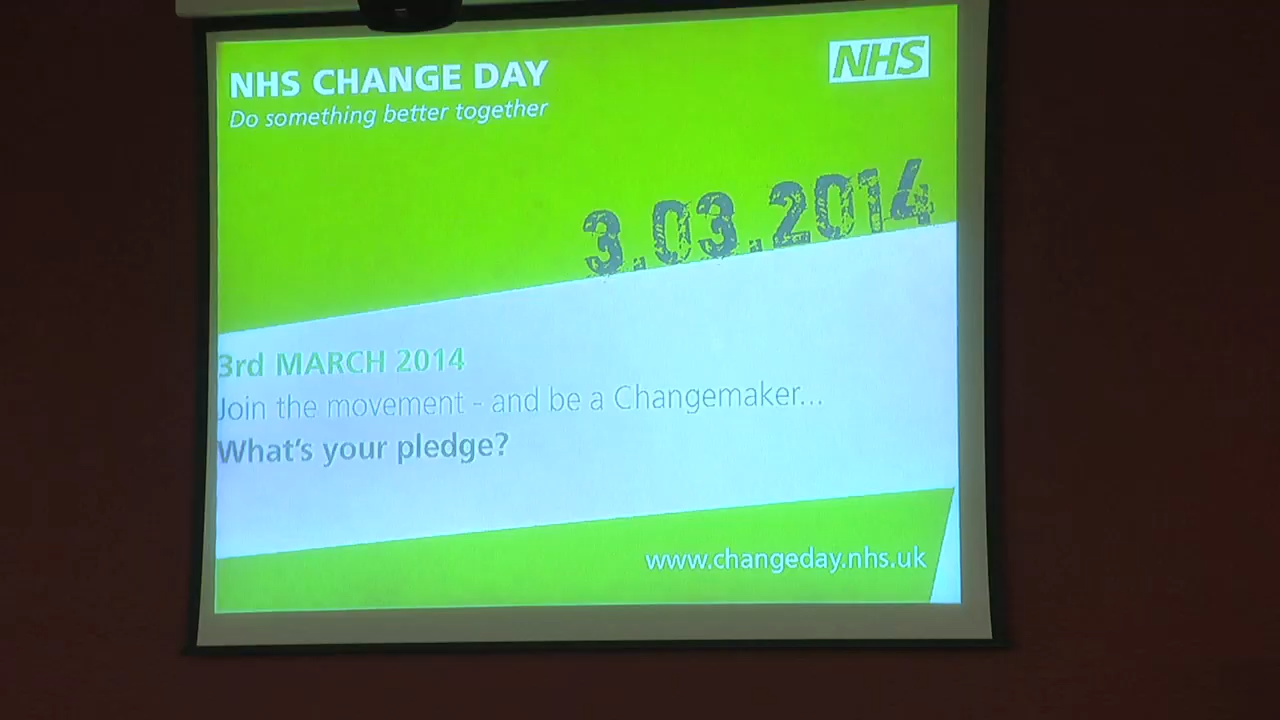 NHS CHANGE DAY
NHS
Do something better together
3.03.2014
3rd MARCH 2014
Join the movement - and be a Changemaker...
What's your pledge?
www.changeday.nhs.uk